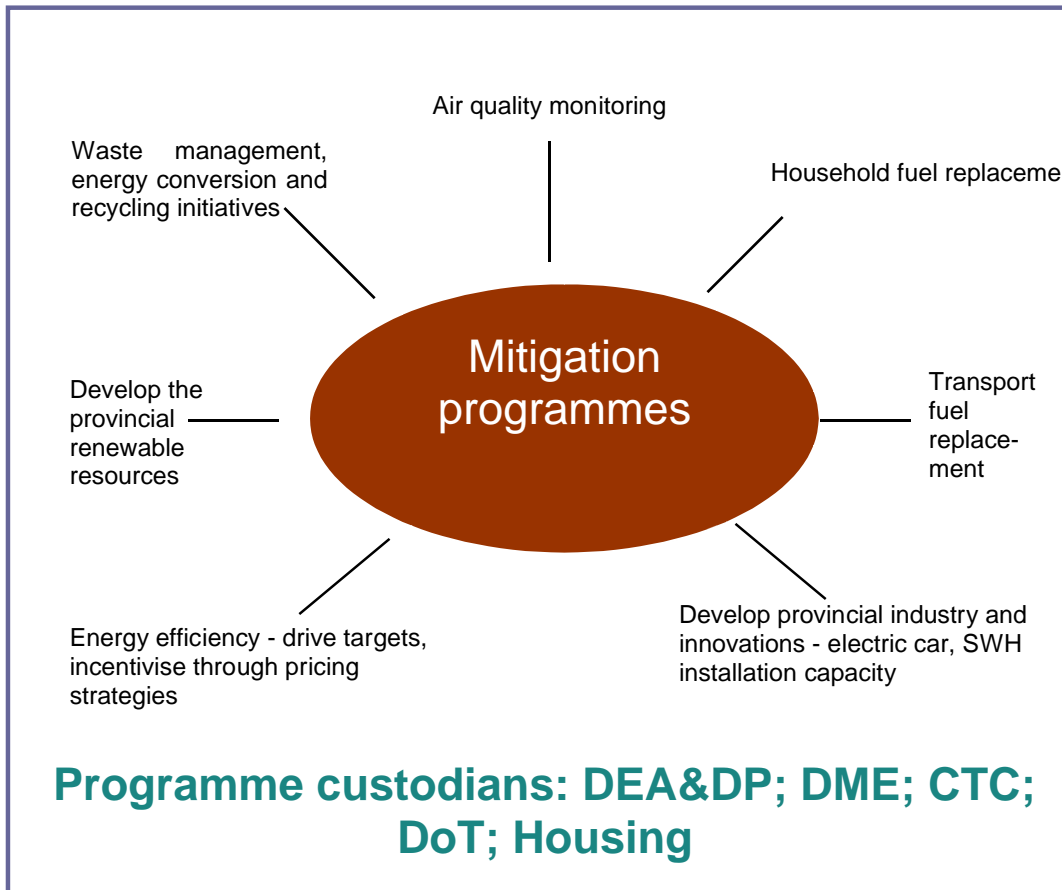 Air quality monitoring
Waste management,
energy conversion and
recycling initiatives
Household fuel replaceme
Mitigation
programmes
Develop the
provincial
renewable
resources
Transport
fuel
replace-
ment
Energy efficiency - drive targets,
incentivise through pricing
strategies
Develop provincial industry and
innovations - electric car, SWH
installation capacity
Programme custodians: DEA&DP; DME; CTC;
DoT; Housing